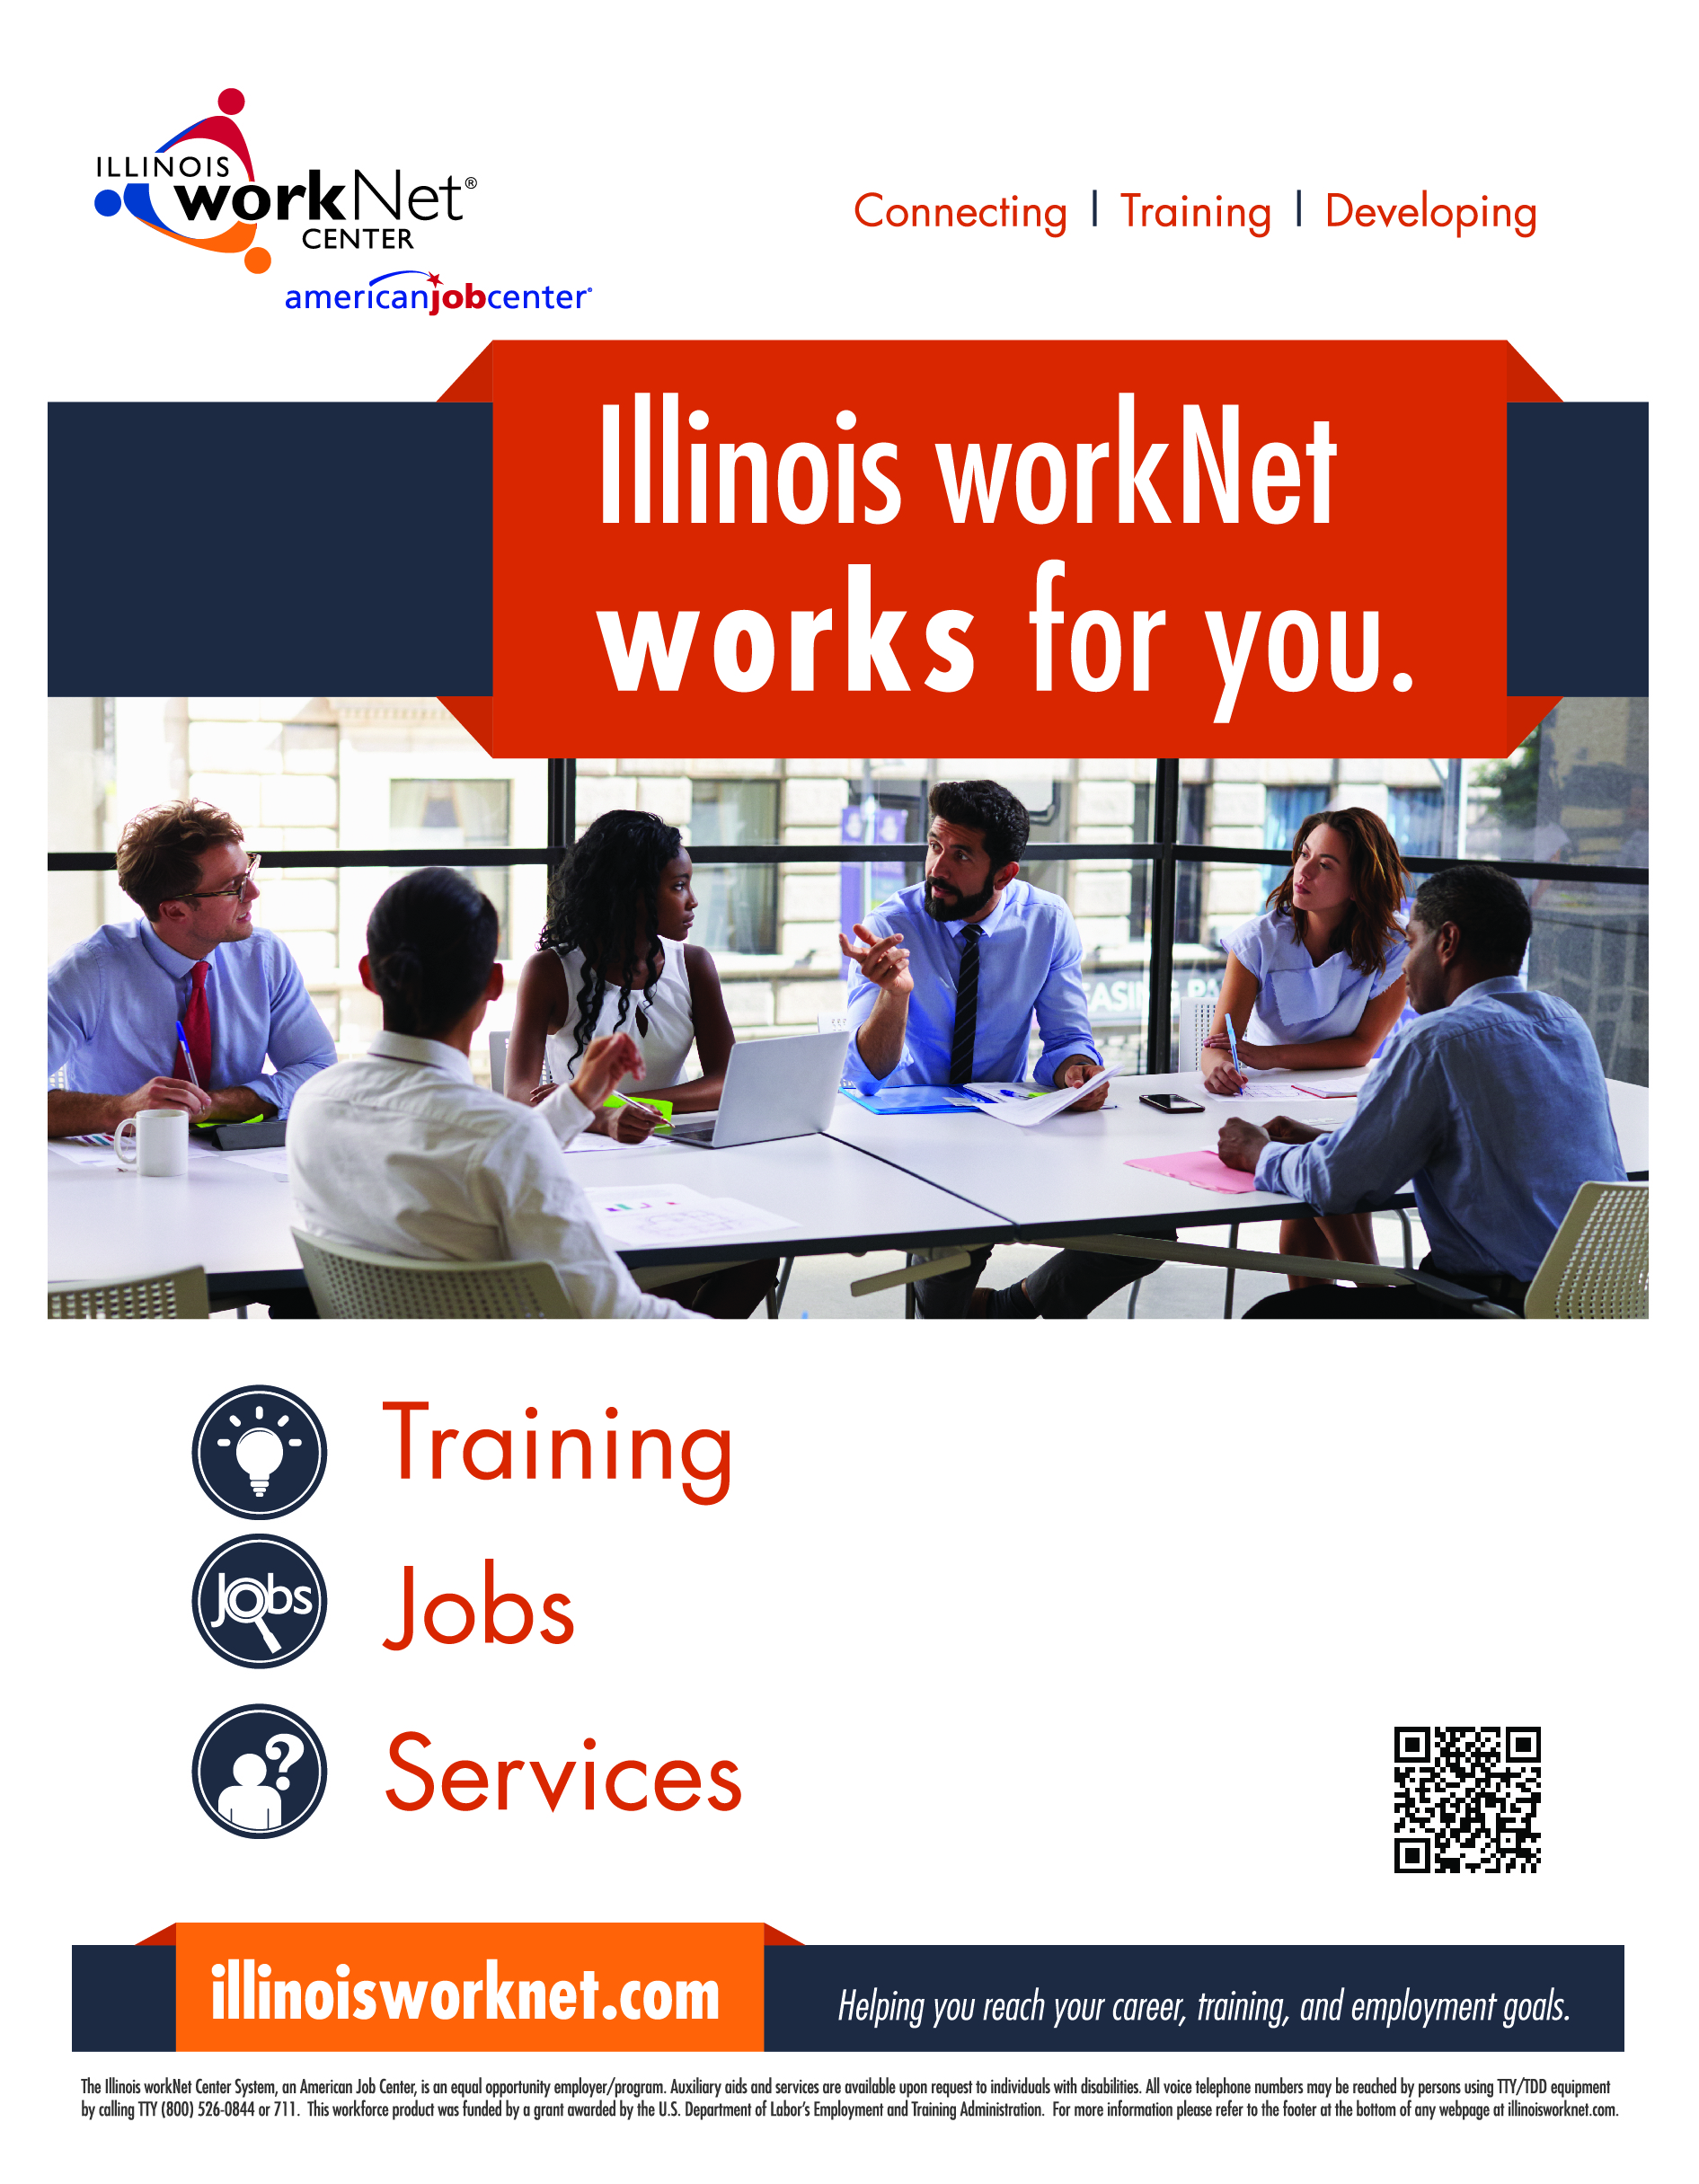 ILLINOIS
workNet®
CENTER
americanjobcenter®
Connecting | Training | Developing
Illinois workNet
works for you.
EASING
Training
Jobs
Jobs
Services
?
illinoisworknet.com
Helping you reach your career, training, and employment goals.
The Illinois workNet Center System, an American Job Center, is an equal opportunity employer/program. Auxiliary aids and services are available upon request to individuals with disabilities. All voice telephone numbers may be reached by persons using TTY/TDD equipment
by calling TTY (800) 526-0844 or 711. This workforce product was funded by a grant awarded by the U.S. Department of Labor's Employment and Training Administration. For more information please refer to the footer at the bottom of any webpage at illinoisworknet.com.